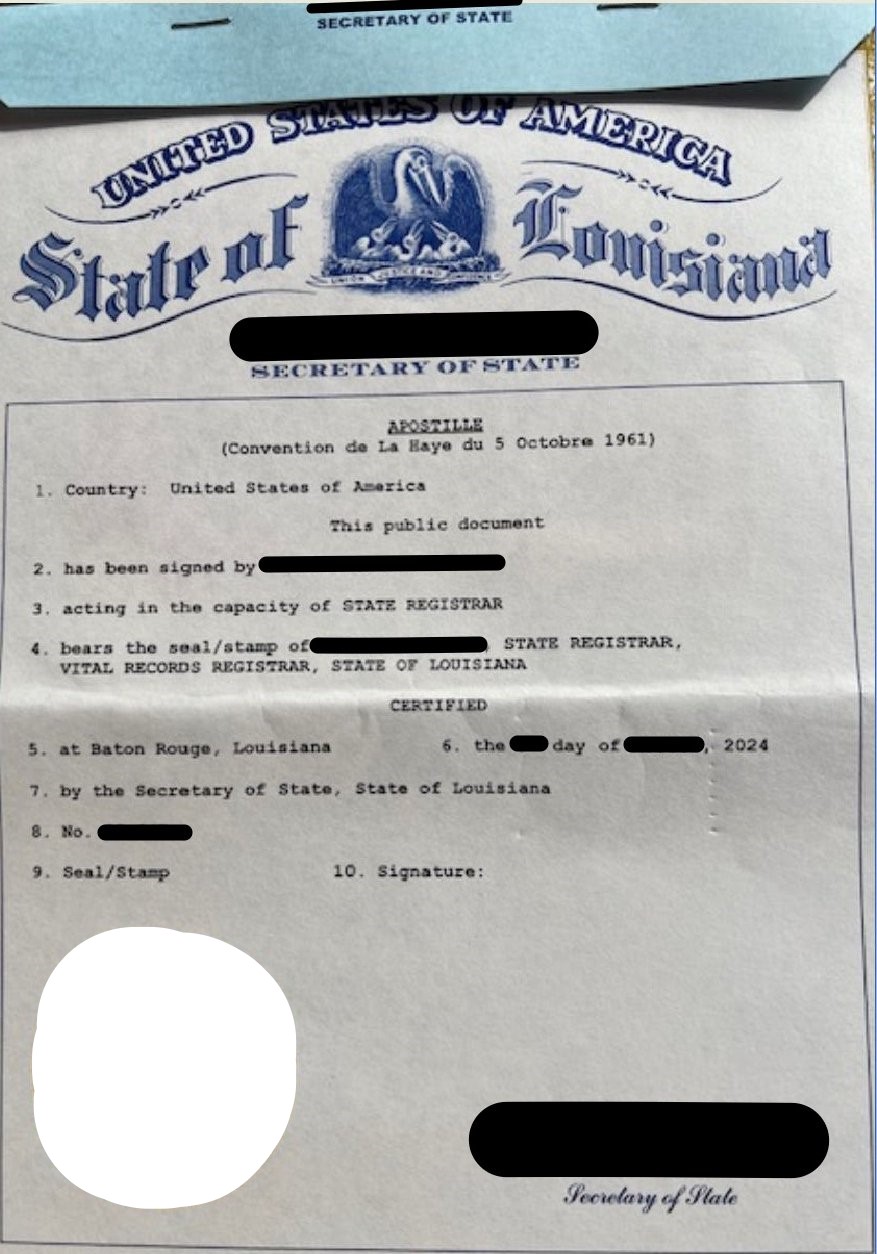 SECRETARY OF STATE
UNITED STATES OF AMERICA
State of Louisiana
UNION JUSTICE AND
SECRETARY OF STATE
APOSTILLE
(Convention de La Haye du 5 Octobre 1961)
1. Country: United States of America
This public document
2. has been signed by
3. acting in the capacity of STATE REGISTRAR
4. bears the seal/stamp of STATE REGISTRAR,
VITAL RECORDS REGISTRAR, STATE OF LOUISIANA
CERTIFIED
5. at Baton Rouge, Louisiana 6. the day of , 2024
7. by the Secretary of State, State of Louisiana
8. No.
9. Seal/Stamp 10. Signature:
Secretary of State